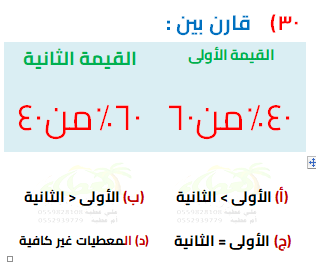 ٣٠) قارن بين :
القيمة الأولى القيمة الثانية
٤٠٪ من ٦٠ ٦٠٪ من ٤٠
(أ) الأولى > الثانية (ب) الأولى < الثانية
(ج) الأولى = الثانية (د) المعطيات غير كافية